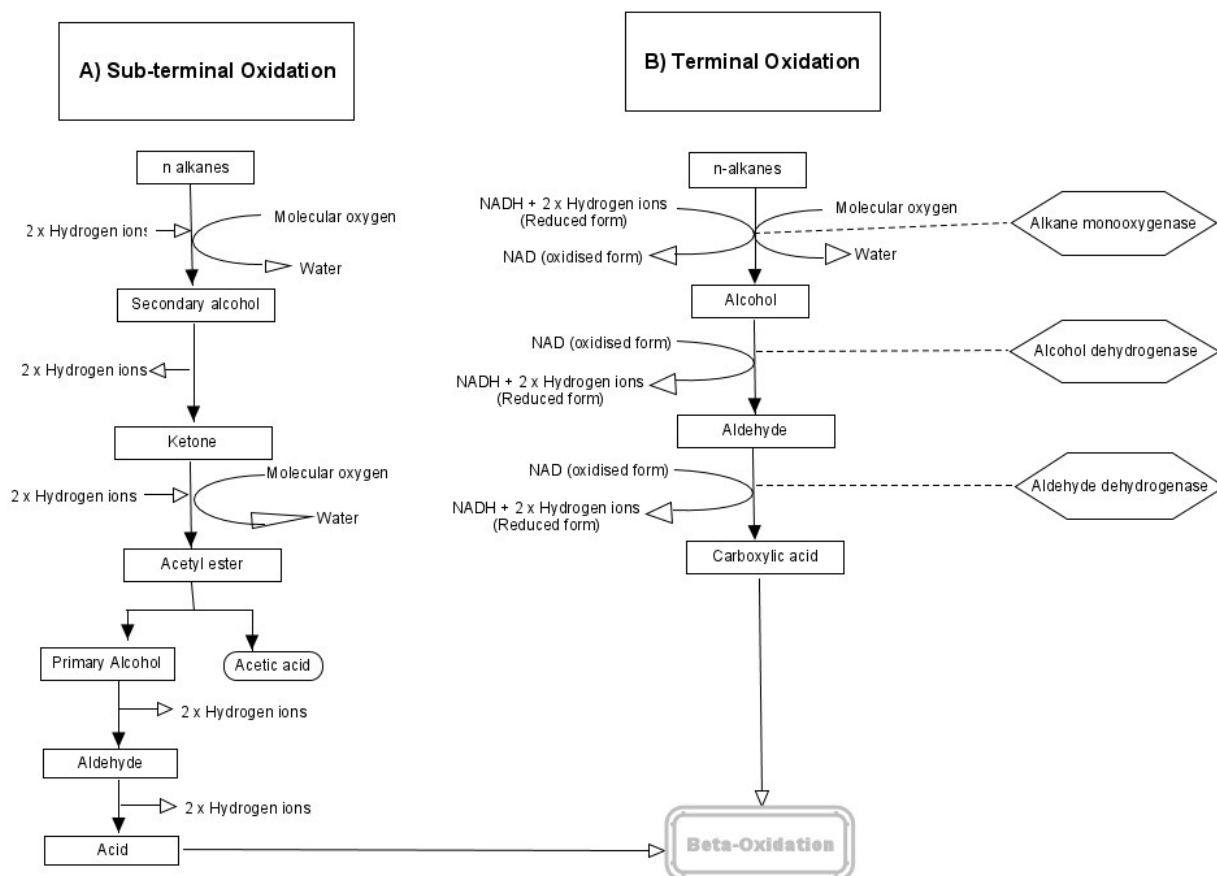 A) Sub-terminal Oxidation
n alkanes
2 x Hydrogen ions
Molecular oxygen
Water
Secondary alcohol
2 x Hydrogen ions
Ketone
2 x Hydrogen ions
Molecular oxygen
Water
Acetyl ester
Primary Alcohol
Acetic acid
2 x Hydrogen ions
Aldehyde
2 x Hydrogen ions
Acid
B) Terminal Oxidation
n-alkanes
NADH + 2 x Hydrogen ions
(Reduced form)
Molecular oxygen
Alkane monooxygenase
NAD (oxidised form)
Water
Alcohol
NAD (oxidised form)
Alcohol dehydrogenase
NADH + 2 x Hydrogen ions
(Reduced form)
Aldehyde
NAD (oxidised form)
Aldehyde dehydrogenase
NADH + 2 x Hydrogen ions
(Reduced form)
Carboxylic acid
Beta-Oxidation